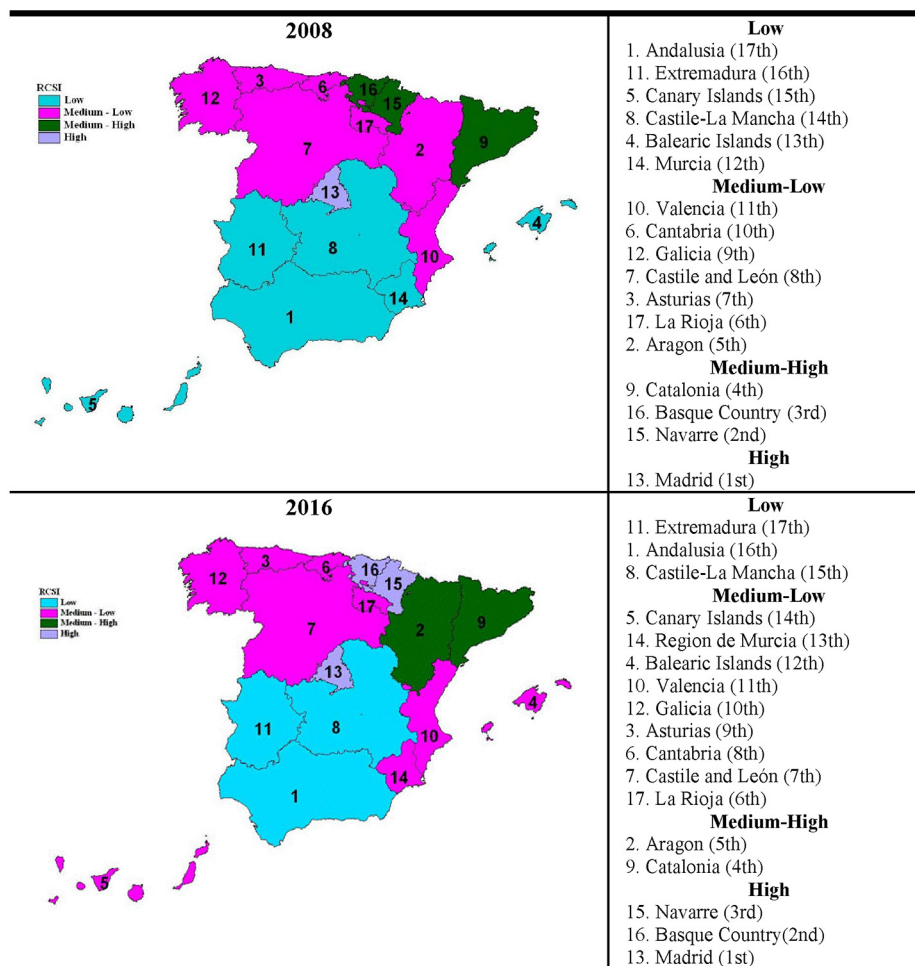 2008
RCSI
Low
Medium - Low
Medium - High
High
12
3
6
16
15
17
7
2
9
13
11
8
10
4
14
1
5
Low
1. Andalusia (17th)
11. Extremadura (16th)
5. Canary Islands (15th)
8. Castile-La Mancha (14th)
4. Balearic Islands (13th)
14. Murcia (12th)
Medium-Low
10. Valencia (11th)
6. Cantabria (10th)
12. Galicia (9th)
7. Castile and León (8th)
3. Asturias (7th)
17. La Rioja (6th)
2. Aragon (5th)
Medium-High
9. Catalonia (4th)
16. Basque Country (3rd)
15. Navarre (2nd)
High
13. Madrid (1st)
2016
RCSI
Low
Medium - Low
Medium - High
High
12
3
6
16
15
17
7
2
9
13
11
8
10
4
14
1
5
Low
11. Extremadura (17th)
1. Andalusia (16th)
8. Castile-La Mancha (15th)
Medium-Low
5. Canary Islands (14th)
14. Region de Murcia (13th)
4. Balearic Islands (12th)
10. Valencia (11th)
12. Galicia (10th)
3. Asturias (9th)
6. Cantabria (8th)
7. Castile and León (7th)
17. La Rioja (6th)
Medium-High
2. Aragon (5th)
9. Catalonia (4th)
High
15. Navarre (3rd)
16. Basque Country(2nd)
13. Madrid (1st)